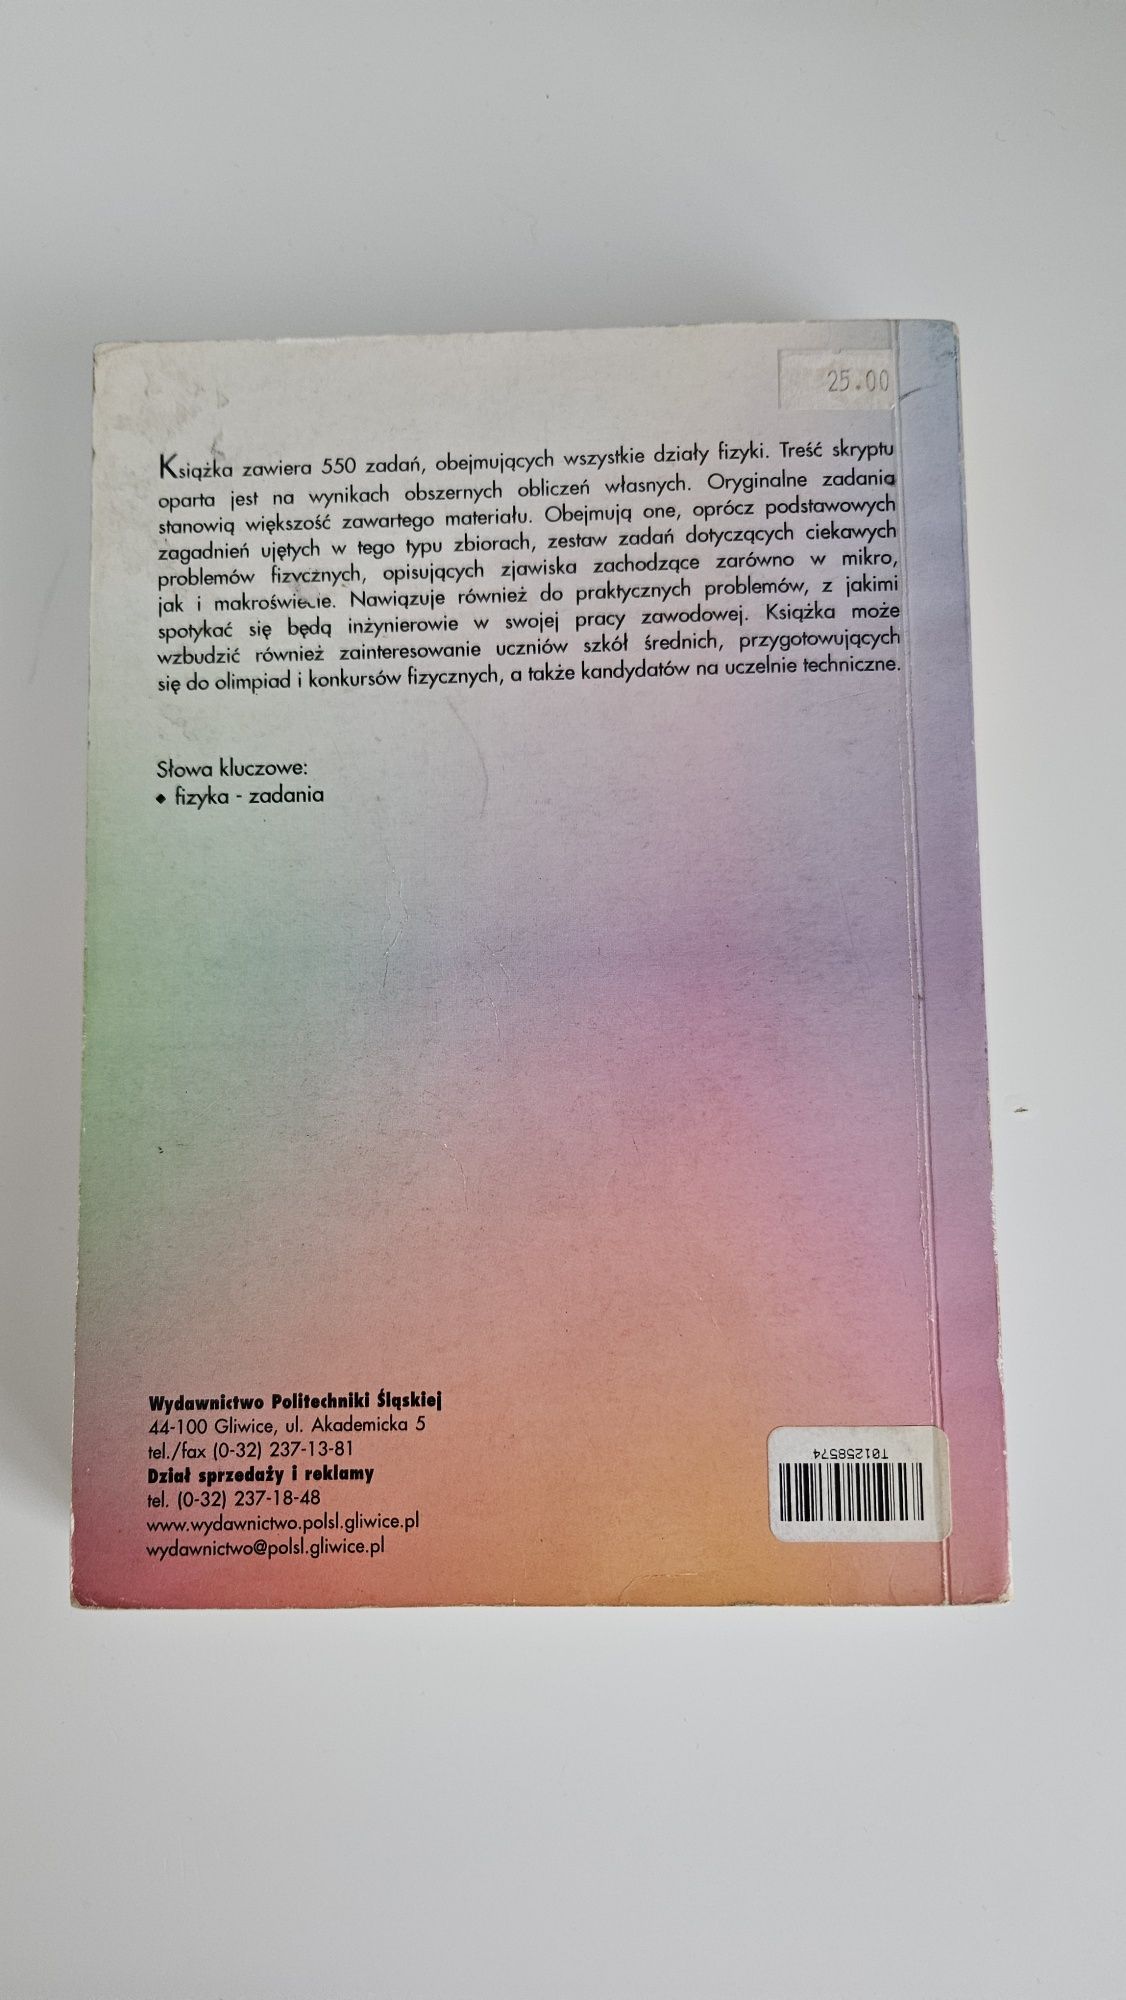 25.00
Książka zawiera 550 zadań, obejmujących wszystkie działy fizyki. Treść skryptu
oparta jest na wynikach obszernych obliczeń własnych. Oryginalne zadania
stanowią większość zawartego materiału. Obejmują one, oprócz podstawowych
zagadnień ujętych w tego typu zbiorach, zestaw zadań dotyczących ciekawych
problemów fizycznych, opisujących zjawiska zachodzące zarówno w mikro,
jak i makroświecie. Nawiązuje również do praktycznych problemów, z jakimi
spotykać się będą inżynierowie w swojej pracy zawodowej. Książka może
wzbudzić również zainteresowanie uczniów szkół średnich, przygotowujących
się do olimpiad i konkursów fizycznych, a także kandydatów na uczelnie techniczne.
Słowa kluczowe:
◆ fizyka - zadania
Wydawnictwo Politechniki Śląskiej
44-100 Gliwice, ul. Akademicka 5
tel./fax (0-32) 237-13-81
Dział sprzedaży i reklamy
tel. (0-32) 237-18-48
www.wydawnictwo.polsl.gliwice.pl
wydawnictwo@polsl.gliwice.pl
T01258574